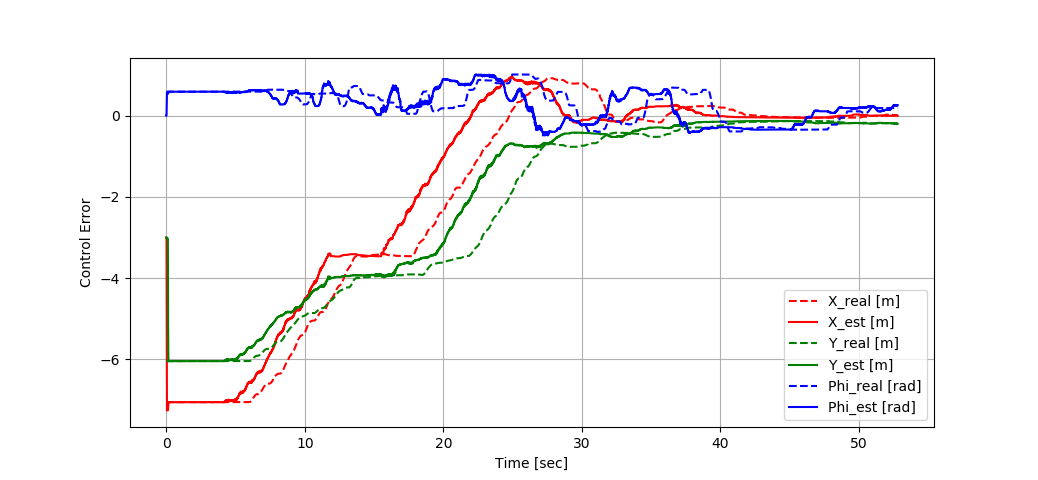 0
−2
−4
−6
Control Error
0
10
20
30
40
50
Time [sec]
X_real [m]
X_est [m]
Y_real [m]
Y_est [m]
Phi_real [rad]
Phi_est [rad]